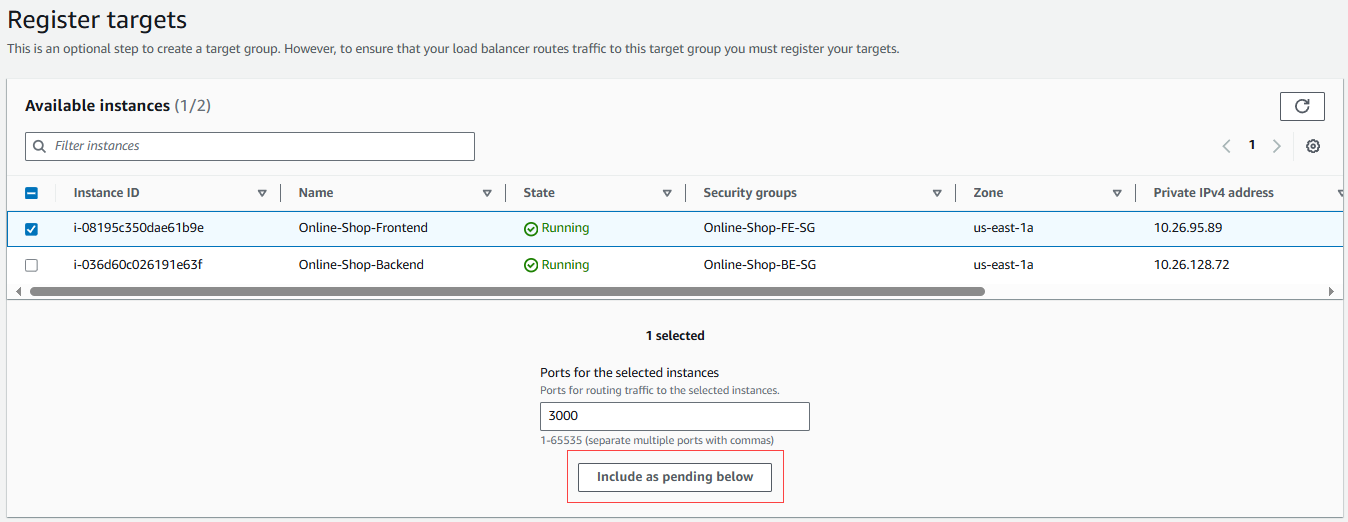 Register targets
This is an optional step to create a target group. However, to ensure that your load balancer routes traffic to this target group you must register your targets.
Available instances (1/2)
Filter instances
1
Instance ID Name State Security groups Zone Private IPv4 address
i-08195c350dae61b9e Online-Shop-Frontend Running Online-Shop-FE-SG us-east-1a 10.26.95.89
i-036d60c026191e63f Online-Shop-Backend Running Online-Shop-BE-SG us-east-1a 10.26.128.72
1 selected
Ports for the selected instances
Ports for routing traffic to the selected instances.
3000
1-65535 (separate multiple ports with commas)
Include as pending below